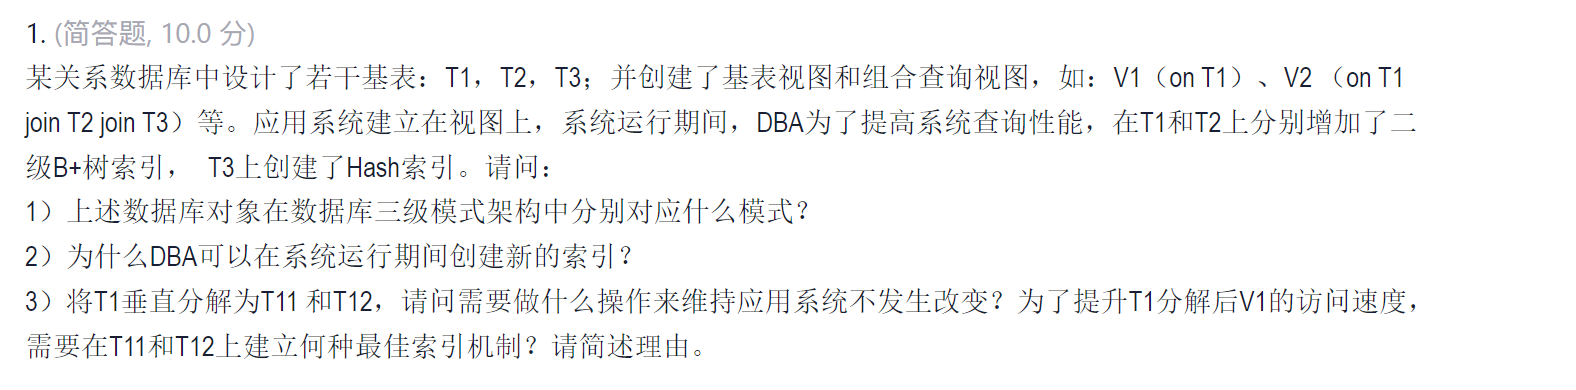 1. (简答题, 10.0 分)
某关系数据库中设计了若干基表：T1，T2，T3；并创建了基表视图和组合查询视图，如：V1（on T1）、V2 （on T1
join T2 join T3）等。应用系统建立在视图上，系统运行期间，DBA为了提高系统查询性能，在T1和T2上分别增加了二
级B+树索引， T3上创建了Hash索引。请问：
1）上述数据库对象在数据库三级模式架构中分别对应什么模式？
2）为什么DBA可以在系统运行期间创建新的索引？
3）将T1垂直分解为T11 和T12，请问需要做什么操作来维持应用系统不发生改变？为了提升T1分解后V1的访问速度，
需要在T11和T12上建立何种最佳索引机制？请简述理由。